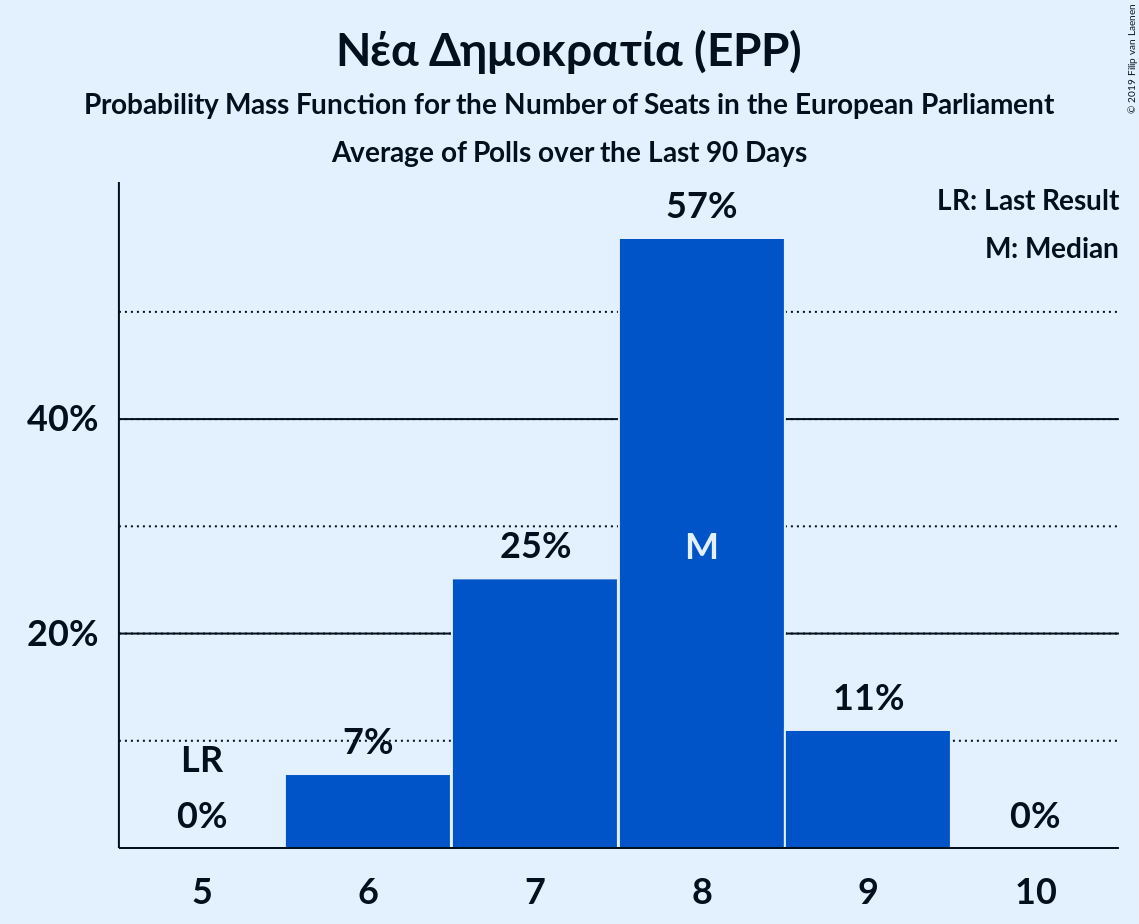 Νέα Δημοκρατία (EPP)
Probability Mass Function for the Number of Seats in the European Parliament
Average of Polls over the Last 90 Days
© 2019 Filip van Laenen
LR: Last Result
M: Median
57%
40%
25%
M
20%
11%
7%
LR
0%
0%
5 6 7 8 9 10